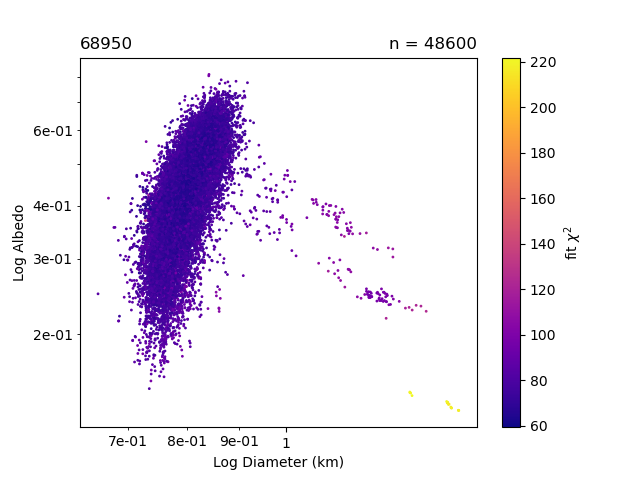 68950
n = 48600
Log Albedo
6e-01
4e-01
3e-01
2e-01
7e-01
8e-01
9e-01
1
Log Diameter (km)
220
200
180
160
140
120
100
80
60
fit χ²